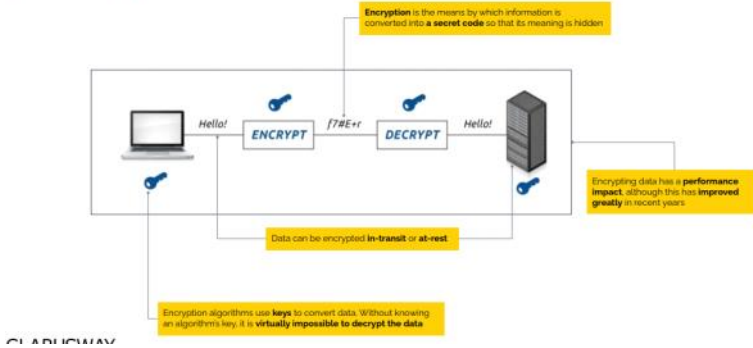 Encryption is the means by which information is
converted into a secret code so that its meaning is hidden
Hello!
ENCRYPT
f7#E+r
DECRYPT
Hello!
Encrypting data has a performance
impact, although this has improved
greatly in recent years
Data can be encrypted in-transit or at-rest
Encryption algorithms use keys to convert data. Without knowing
an algorithm's key, it is virtually impossible to decrypt the data